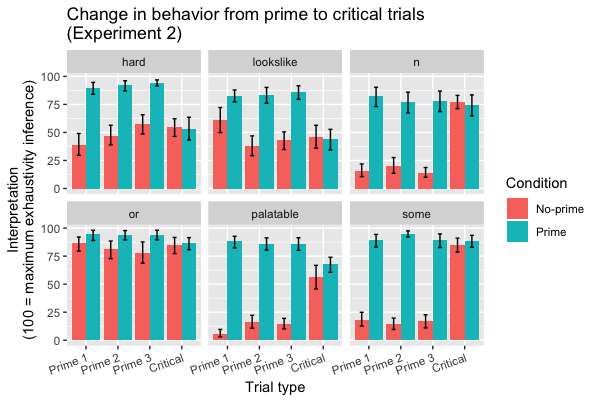 Change in behavior from prime to critical trials
(Experiment 2)
Interpretation
(100 = maximum exhaustivity inference)
hard
lookslike
n
100
75
50
25
0
or
palatable
some
100
75
50
25
0
Prime 1
Prime 2
Prime 3
Critical
Prime 1
Prime 2
Prime 3
Critical
Prime 1
Prime 2
Prime 3
Critical
Trial type
Condition
No-prime
Prime